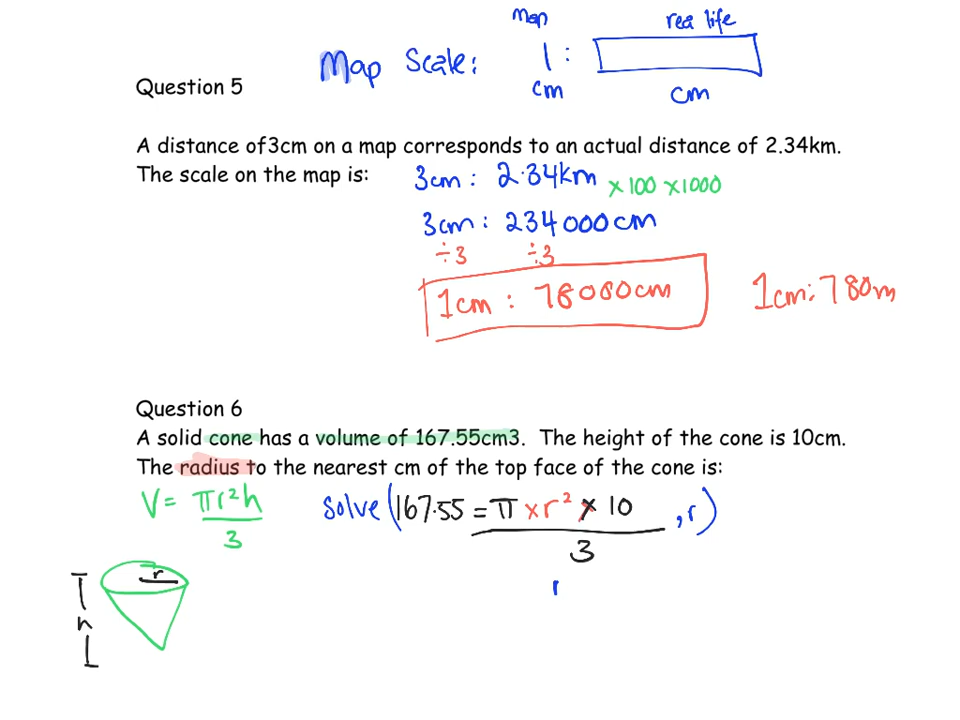 map rea life
Map Scale: 1 :
cm cm
Question 5
A distance of3cm on a map corresponds to an actual distance of 2.34km.
The scale on the map is:
3cm : 2.34km × 100 × 1000
3cm : 234 000cm
÷3 ÷3
1cm : 78000cm 1cm: 780m
Question 6
A solid cone has a volume of 167.55cm3. The height of the cone is 10cm.
The radius to the nearest cm of the top face of the cone is:
V = πr²h
3
solve (167.55 = π × r² × 10 , r)
3
r
r
h